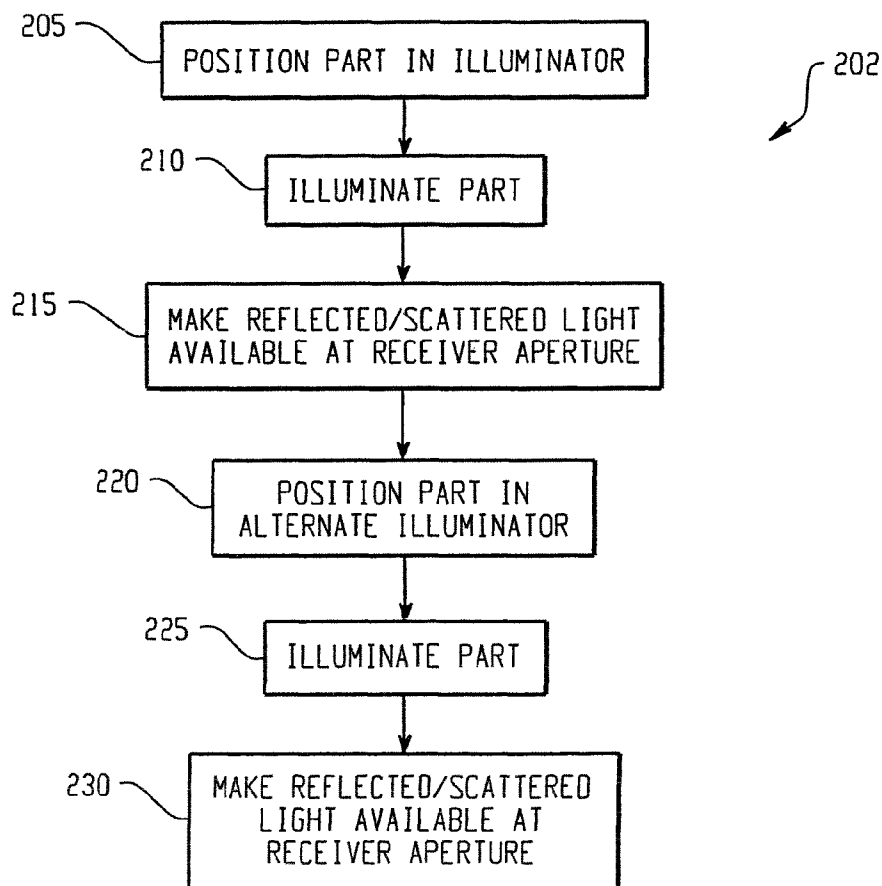 205
POSITION PART IN ILLUMINATOR
202
210
ILLUMINATE PART
215
MAKE REFLECTED/SCATTERED LIGHT
AVAILABLE AT RECEIVER APERTURE
220
POSITION PART IN
ALTERNATE ILLUMINATOR
225
ILLUMINATE PART
230
MAKE REFLECTED/SCATTERED
LIGHT AVAILABLE AT
RECEIVER APERTURE